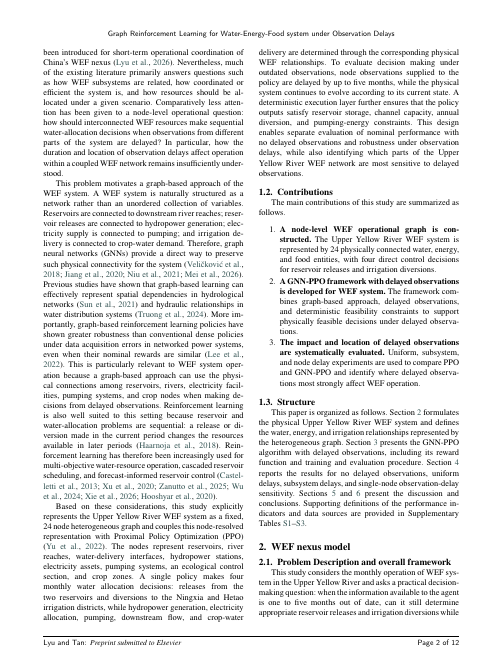 Graph Reinforcement Learning for Water-Energy-Food system under Observation Delays
been introduced for short-term operational coordination of
China's WEF nexus (Lyu et al., 2026). Nevertheless, much
of the existing literature primarily answers questions such
as how WEF subsystems are related, how coordinated or
efficient the system is, and how resources should be al-
located under a given scenario. Comparatively less atten-
tion has been given to a node-level operational question:
how should interconnected WEF resources make sequential
water-allocation decisions when observations from different
parts of the system are delayed? In particular, how the
duration and location of observation delays affect operation
within a coupled WEF network remains insufficiently under-
stood.
This problem motivates a graph-based approach of the
WEF system. A WEF system is naturally structured as a
network rather than an unordered collection of variables.
Reservoirs are connected to downstream river reaches; reser-
voir releases are connected to hydropower generation; elec-
tricity supply is connected to pumping; and irrigation de-
livery is connected to crop-water demand. Therefore, graph
neural networks (GNNs) provide a direct way to preserve
such physical connectivity for the system (Veličković et al.,
2018; Jiang et al., 2020; Niu et al., 2021; Mei et al., 2026).
Previous studies have shown that graph-based learning can
effectively represent spatial dependencies in hydrological
networks (Sun et al., 2021) and hydraulic relationships in
water distribution systems (Truong et al., 2024). More im-
portantly, graph-based reinforcement learning policies have
shown greater robustness than conventional dense policies
under data acquisition errors in networked power systems,
even when their nominal rewards are similar (Lee et al.,
2022). This is particularly relevant to WEF system oper-
ation because a graph-based approach can use the physi-
cal connections among reservoirs, rivers, electricity facil-
ities, pumping systems, and crop nodes when making de-
cisions from delayed observations. Reinforcement learning
is also well suited to this setting because reservoir and
water-allocation problems are sequential: a release or di-
version made in the current period changes the resources
available in later periods (Haarnoja et al., 2018). Rein-
forcement learning has therefore been increasingly used for
multi-objective water-resource operation, cascaded reservoir
scheduling, and forecast-informed reservoir control (Castel-
letti et al., 2013; Xu et al., 2020; Zanutto et al., 2025; Wu
et al., 2024; Xie et al., 2026; Hooshyar et al., 2020).
Based on these considerations, this study explicitly
represents the Upper Yellow River WEF system as a fixed,
24 node heterogeneous graph and couples this node-resolved
representation with Proximal Policy Optimization (PPO)
(Yu et al., 2022). The nodes represent reservoirs, river
reaches, water-delivery interfaces, hydropower stations,
electricity assets, pumping systems, an ecological control
section, and crop zones. A single policy makes four
monthly water allocation decisions: releases from the
two reservoirs and diversions to the Ningxia and Hetao
irrigation districts, while hydropower generation, electricity
allocation, pumping, downstream flow, and crop-water
delivery are determined through the corresponding physical
WEF relationships. To evaluate decision making under
outdated observations, node observations supplied to the
policy are delayed by up to five months, while the physical
system continues to evolve according to its current state. A
deterministic execution layer further ensures that the policy
outputs satisfy reservoir storage, channel capacity, annual
diversion, and pumping-energy constraints. This design
enables separate evaluation of nominal performance with
no delayed observations and robustness under observation
delays, while also identifying which parts of the Upper
Yellow River WEF network are most sensitive to delayed
observations.
1.2. Contributions
The main contributions of this study are summarized as
follows.
1. A node-level WEF operational graph is con-
structed. The Upper Yellow River WEF system is
represented by 24 physically connected water, energy,
and food entities, with four direct control decisions
for reservoir releases and irrigation diversions.
2. A GNN-PPO framework with delayed observations
is developed for WEF system. The framework com-
bines graph-based approach, delayed observations,
and deterministic feasibility constraints to support
physically feasible decisions under delayed observa-
tions.
3. The impact and location of delayed observations
are systematically evaluated. Uniform, subsystem,
and node delay experiments are used to compare PPO
and GNN-PPO and identify where delayed observa-
tions most strongly affect WEF operation.
1.3. Structure
This paper is organized as follows. Section 2 formulates
the physical Upper Yellow River WEF system and defines
the water, energy, and irrigation relationships represented by
the heterogeneous graph. Section 3 presents the GNN-PPO
algorithm with delayed observations, including its reward
function and training and evaluation procedure. Section 4
reports the results for no delayed observations, uniform
delays, subsystem delays, and single-node observation-delay
sensitivity. Sections 5 and 6 present the discussion and
conclusions. Supporting definitions of the performance in-
dicators and data sources are provided in Supplementary
Tables S1–S3.
2. WEF nexus model
2.1. Problem Description and overall framework
This study considers the monthly operation of WEF sys-
tem in the Upper Yellow River and asks a practical decision-
making question: when the information available to the agent
is one to five months out of date, can it still determine
appropriate reservoir releases and irrigation diversions while
Lyu and Tan: Preprint submitted to Elsevier
Page 2 of 12